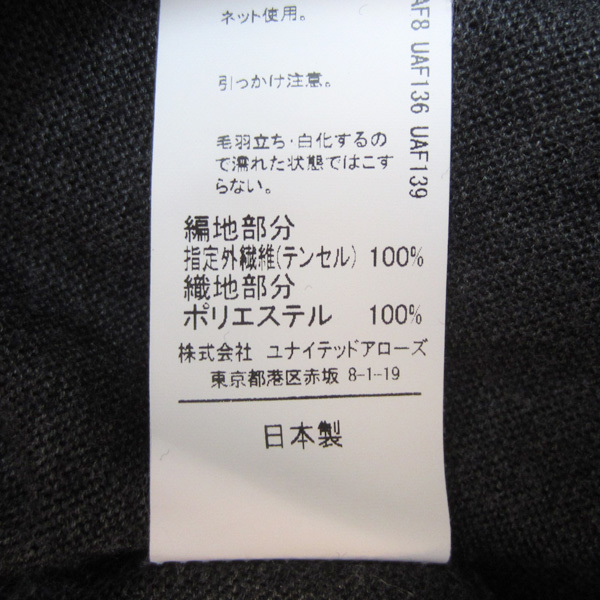 ネット使用。
引っかけ注意。
毛羽立ち・白化するの
で濡れた状態ではこす
らない。
編地部分
指定外繊維(テンセル) 100%
織地部分
ポリエステル 100%
株式会社 ユナイテッドアローズ
東京都港区赤坂 8-1-19
日本製
UAF136 UAF139